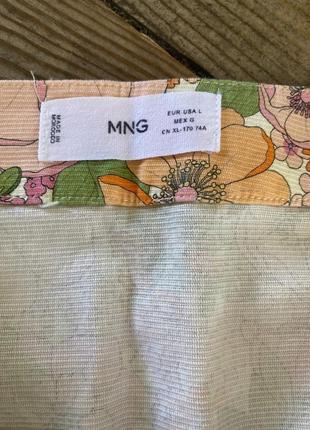 MADE IN
MOROCCO
MNG
EUR USA L
MEX G
CN XL-170 74A